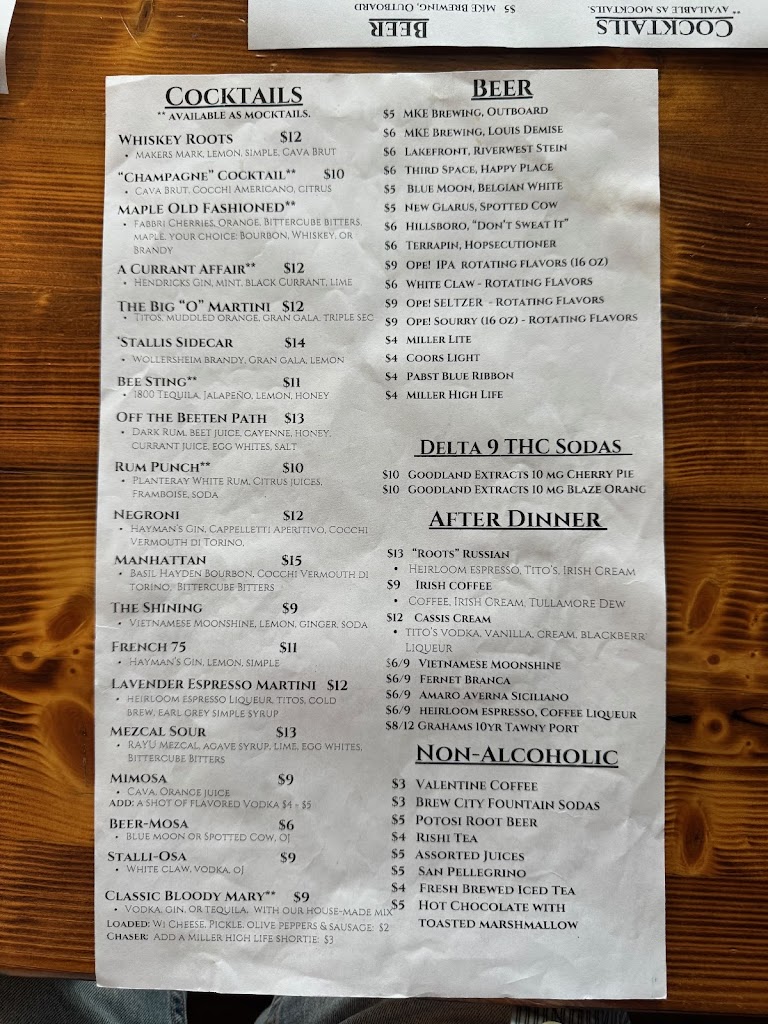 COCKTAILS
** AVAILABLE AS MOCKTAILS.
BEER
$5 MKE BREWING, OUTBOARD
COCKTAILS
** AVAILABLE AS MOCKTAILS.
WHISKEY ROOTS $12
• MAKERS MARK, LEMON, SIMPLE, CAVA BRUT
"CHAMPAGNE" COCKTAIL** $10
• CAVA BRUT, COCCHI AMERICANO, CITRUS
MAPLE OLD FASHIONED**
• FABBRI CHERRIES, ORANGE, BITTERCUBE BITTERS,
MAPLE, YOUR CHOICE: BOURBON, WHISKEY, OR
BRANDY
A CURRANT AFFAIR** $12
• HENDRICKS GIN, MINT, BLACK CURRANT, LIME
THE BIG "O" MARTINI $12
• TITOS, MUDDLED ORANGE, GRAN GALA, TRIPLE SEC
'STALLIS SIDECAR $14
• WOLLERSHEIM BRANDY, GRAN GALA, LEMON
BEE STING** $11
• 1800 TEQUILA, JALAPEÑO, LEMON, HONEY
OFF THE BEETEN PATH $13
• DARK RUM, BEET JUICE, CAYENNE, HONEY,
CURRANT JUICE, EGG WHITES, SALT
RUM PUNCH** $10
• PLANTERAY WHITE RUM, CITRUS JUICES,
FRAMBOISE, SODA
NEGRONI $12
• HAYMAN'S GIN, CAPPELLETTI APERITIVO, COCCHI
VERMOUTH DI TORINO,
MANHATTAN $15
• BASIL HAYDEN BOURBON, COCCHI VERMOUTH DI
TORINO, BITTERCUBE BITTERS
THE SHINING $9
• VIETNAMESE MOONSHINE, LEMON, GINGER, SODA
FRENCH 75 $11
• HAYMAN'S GIN, LEMON, SIMPLE
LAVENDER ESPRESSO MARTINI $12
• HEIRLOOM ESPRESSO LIQUEUR, TITOS, COLD
BREW, EARL GREY SIMPLE SYRUP
MEZCAL SOUR $13
• RAYU MEZCAL, AGAVE SYRUP, LIME, EGG WHITES,
BITTERCUBE BITTERS
MIMOSA $9
• CAVA, ORANGE JUICE
ADD: A SHOT OF FLAVORED VODKA $4 - $5
BEER-MOSA $6
• BLUE MOON OR SPOTTED COW, OJ
STALLI-OSA $9
• WHITE CLAW, VODKA, OJ
CLASSIC BLOODY MARY** $9
• VODKA, GIN, OR TEQUILA, WITH OUR HOUSE-MADE MIX
LOADED: WI CHEESE, PICKLE, OLIVE PEPPERS & SAUSAGE: $2
CHASER: ADD A MILLER HIGH LIFE SHORTIE: $3
BEER
$5 MKE BREWING, OUTBOARD
$6 MKE BREWING, LOUIS DEMISE
$6 LAKEFRONT, RIVERWEST STEIN
$6 THIRD SPACE, HAPPY PLACE
$5 BLUE MOON, BELGIAN WHITE
$5 NEW GLARUS, SPOTTED COW
$6 HILLSBORO, "DON'T SWEAT IT"
$6 TERRAPIN, HOPSECUTIONER
$9 OPE! IPA ROTATING FLAVORS (16 OZ)
$6 WHITE CLAW - ROTATING FLAVORS
$9 OPE! SELTZER - ROTATING FLAVORS
$9 OPE! SOURRY (16 OZ) - ROTATING FLAVORS
$4 MILLER LITE
$4 COORS LIGHT
$4 PABST BLUE RIBBON
$4 MILLER HIGH LIFE
DELTA 9 THC SODAS
$10 GOODLAND EXTRACTS 10 MG CHERRY PIE
$10 GOODLAND EXTRACTS 10 MG BLAZE ORANG
AFTER DINNER
$13 "ROOTS" RUSSIAN
• HEIRLOOM ESPRESSO, TITO'S, IRISH CREAM
$9 IRISH COFFEE
• COFFEE, IRISH CREAM, TULLAMORE DEW
$12 CASSIS CREAM
• TITO'S VODKA, VANILLA, CREAM, BLACKBERR
LIQUEUR
$6/9 VIETNAMESE MOONSHINE
$6/9 FERNET BRANCA
$6/9 AMARO AVERNA SICILIANO
$6/9 HEIRLOOM ESPRESSO, COFFEE LIQUEUR
$8/12 GRAHAMS 10YR TAWNY PORT
NON-ALCOHOLIC
$3 VALENTINE COFFEE
$3 BREW CITY FOUNTAIN SODAS
$5 POTOSI ROOT BEER
$4 RISHI TEA
$5 ASSORTED JUICES
$5 SAN PELLEGRINO
$4 FRESH BREWED ICED TEA
$5 HOT CHOCOLATE WITH
TOASTED MARSHMALLOW